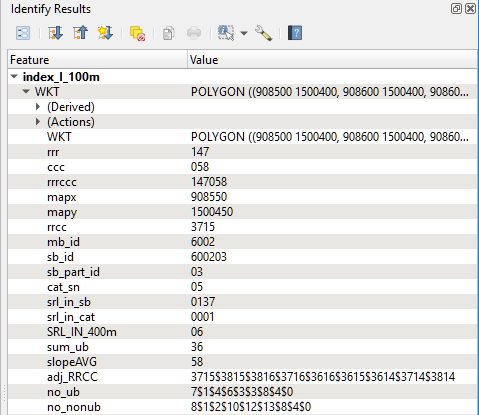 Identify Results
Feature Value
index_I_100m
WKT POLYGON ((908500 1500400, 908600 1500400, 90860...
(Derived)
(Actions)
WKT POLYGON ((908500 1500400, 908600 1500400, 90860...
rrr 147
ccc 058
rrrccc 147058
mapx 908550
mapy 1500450
rrcc 3715
mb_id 6002
sb_id 600203
sb_part_id 03
cat_sn 05
srl_in_sb 0137
srl_in_cat 0001
SRL_IN_400m 06
sum_ub 36
slopeAVG 58
adj_RRCC 3715$3815$3816$3716$3616$3615$3614$3714$3814
no_ub 7$1$4$6$3$3$8$4$0
no_nonub 8$1$2$10$12$13$8$4$0